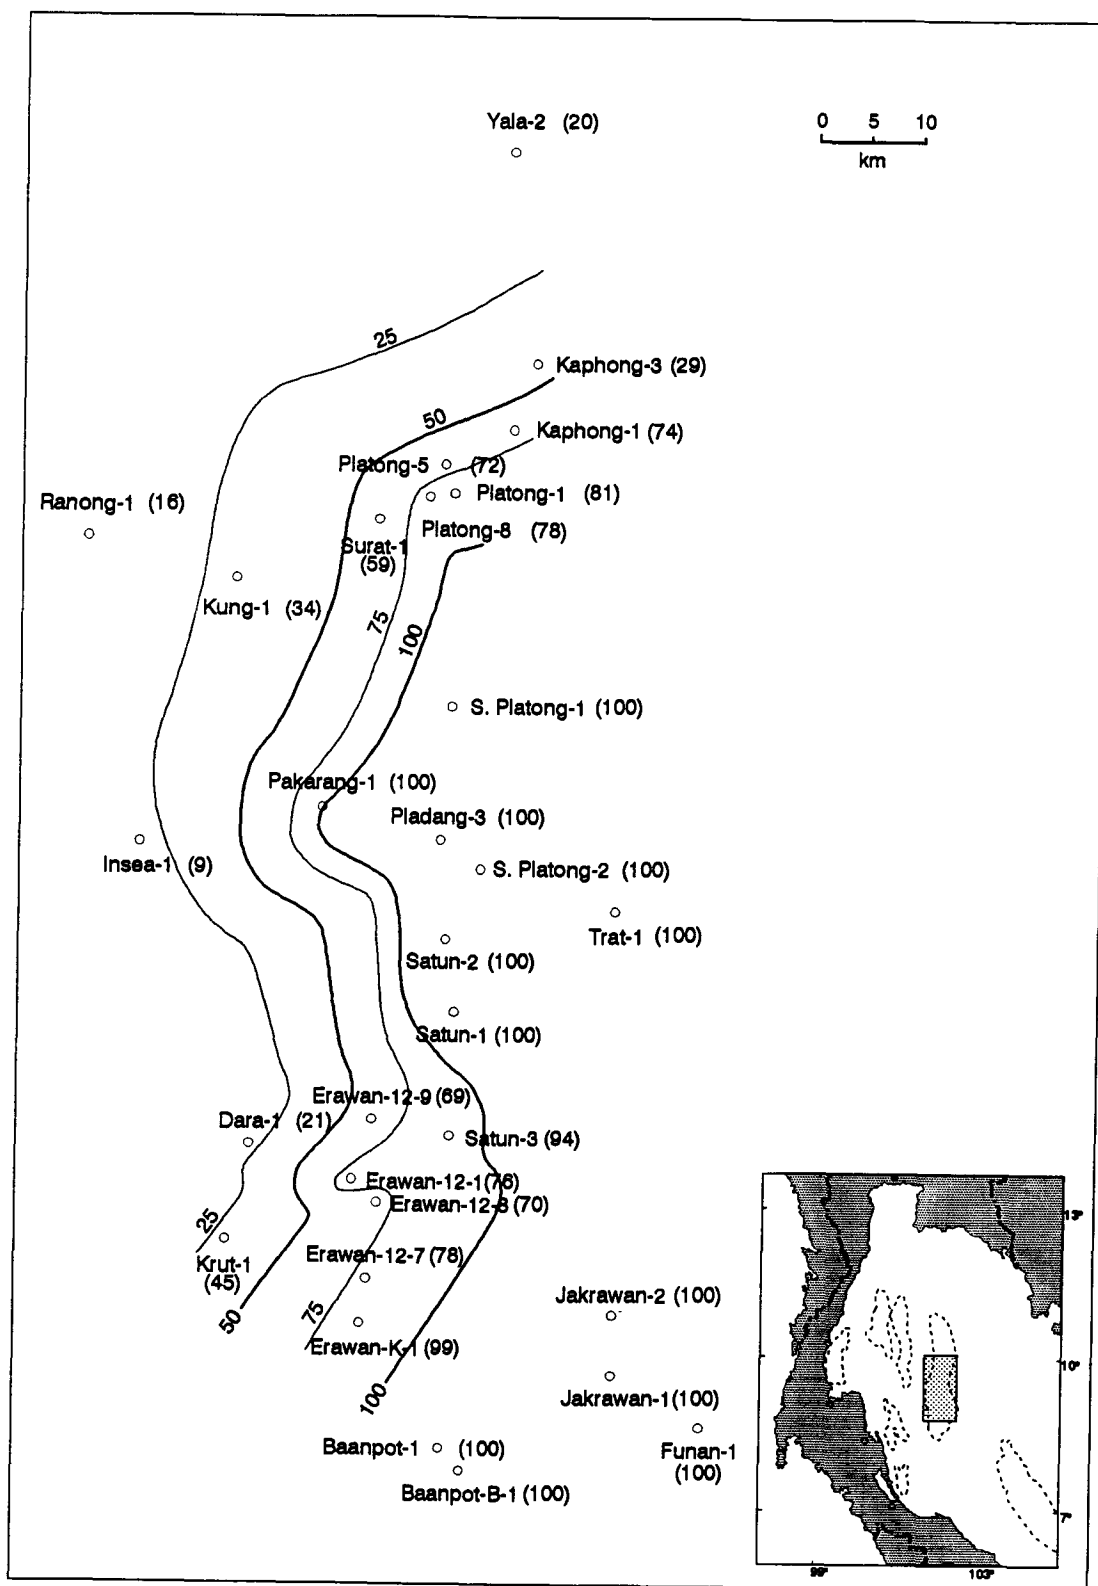 Yala-2 (20)
0 5 10
km
25
Kaphong-3 (29)
50
Kaphong-1 (74)
Platong-5 (72)
Platong-1 (81)
Ranong-1 (16)
Platong-8 (78)
Surat-1
(59)
Kung-1 (34)
75
100
S. Platong-1 (100)
Pakarang-1 (100)
Pladang-3 (100)
Insea-1 (9)
S. Platong-2 (100)
Trat-1 (100)
Satun-2 (100)
Satun-1 (100)
Erawan-12-9 (69)
Dara-1 (21)
Satun-3 (94)
Erawan-12-1 (76)
Erawan-12-8 (70)
25
13°
Erawan-12-7 (78)
Krut-1
(45)
50
75
Jakrawan-2 (100)
Erawan-K-1 (99)
10°
100
Jakrawan-1 (100)
Baanpot-1 (100)
Funan-1
(100)
Baanpot-B-1 (100)
7°
99°
103°